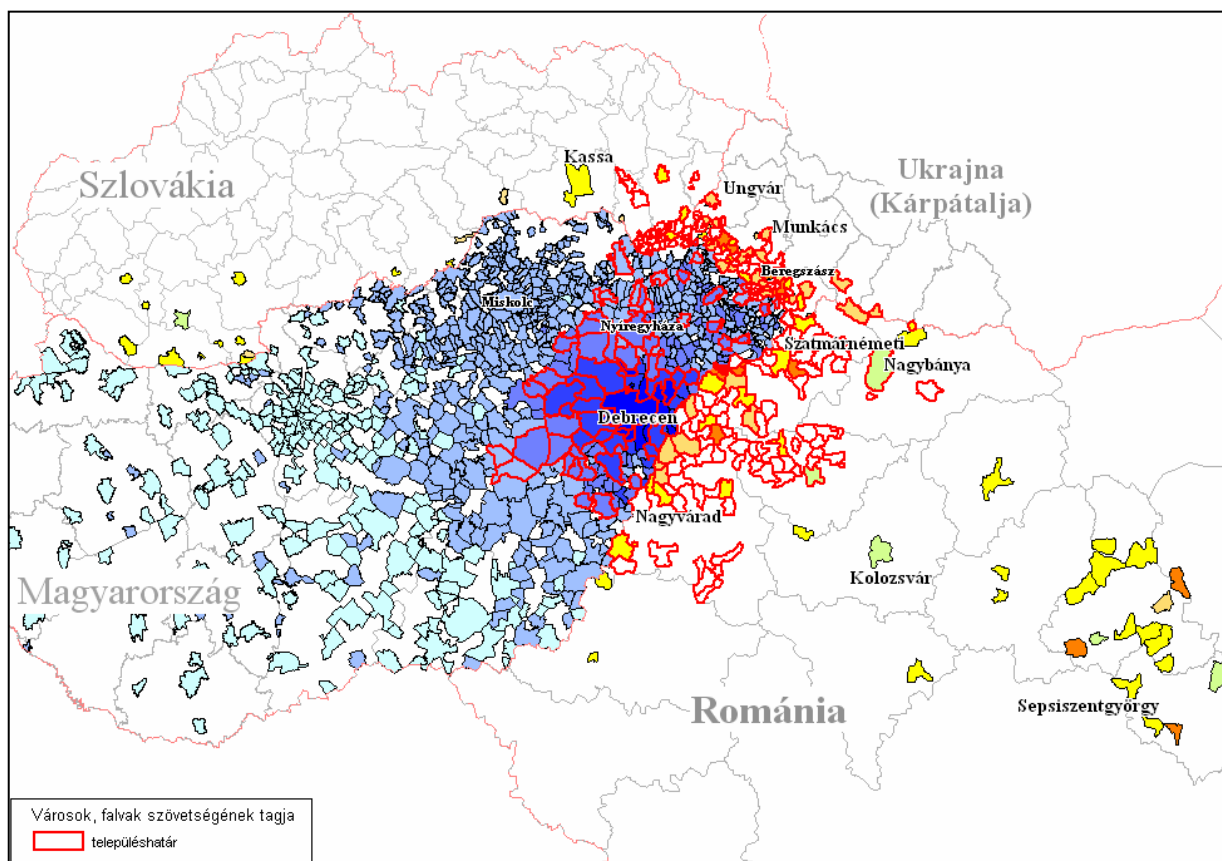 Kassa
Szlovákia
Ungvár
Ukrajna
(Kárpátalja)
Munkács
Beregszász
Miskolc
Nyíregyháza
Szatmárnémeti
Nagybánya
Debrecen
Nagyvárad
Kolozsvár
Magyarország
Románia
Sepsiszentgyörgy
Városok, falvak szövetségének tagja
településhatár